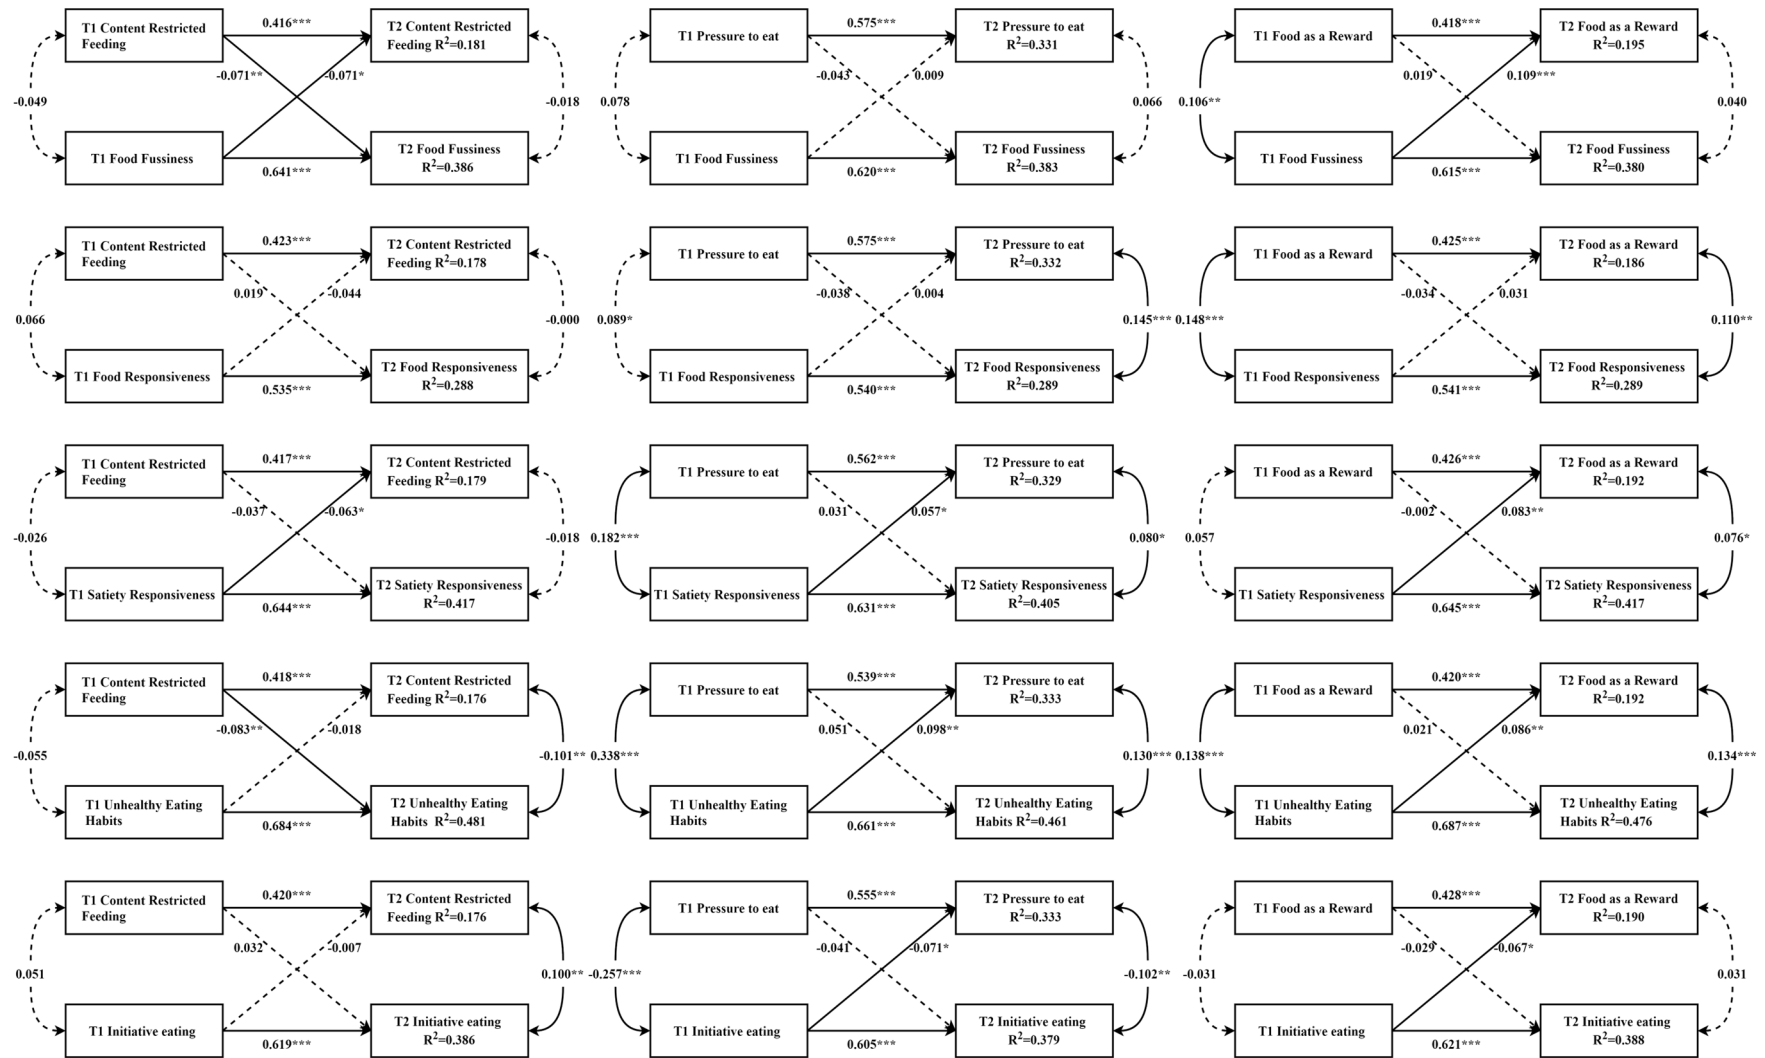 0.416***
T1 Content Restricted
Feeding
T2 Content Restricted
Feeding R²=0.181
-0.071**
-0.071*
-0.049
-0.018
T1 Food Fussiness
T2 Food Fussiness
R²=0.386
0.641***
0.575***
T1 Pressure to eat
T2 Pressure to eat
R²=0.331
-0.043
0.009
0.078
0.066
T1 Food Fussiness
T2 Food Fussiness
R²=0.383
0.620***
0.418***
T1 Food as a Reward
T2 Food as a Reward
R²=0.195
0.019
0.109***
0.106**
0.040
T1 Food Fussiness
T2 Food Fussiness
R²=0.380
0.615***
0.423***
T1 Content Restricted
Feeding
T2 Content Restricted
Feeding R²=0.178
0.019
-0.044
0.066
-0.000
T1 Food Responsiveness
T2 Food Responsiveness
R²=0.288
0.535***
0.575***
T1 Pressure to eat
T2 Pressure to eat
R²=0.332
-0.038
0.004
0.089*
0.145***
T1 Food Responsiveness
T2 Food Responsiveness
R²=0.289
0.540***
0.425***
T1 Food as a Reward
T2 Food as a Reward
R²=0.186
-0.034
0.031
0.148***
0.110**
T1 Food Responsiveness
T2 Food Responsiveness
R²=0.289
0.541***
0.417***
T1 Content Restricted
Feeding
T2 Content Restricted
Feeding R²=0.179
-0.037
-0.063*
-0.026
-0.018
T1 Satiety Responsiveness
T2 Satiety Responsiveness
R²=0.417
0.644***
0.562***
T1 Pressure to eat
T2 Pressure to eat
R²=0.329
0.031
0.057*
0.182***
0.080*
T1 Satiety Responsiveness
T2 Satiety Responsiveness
R²=0.405
0.631***
0.426***
T1 Food as a Reward
T2 Food as a Reward
R²=0.192
-0.002
0.083**
0.057
0.076*
T1 Satiety Responsiveness
T2 Satiety Responsiveness
R²=0.417
0.645***
0.418***
T1 Content Restricted
Feeding
T2 Content Restricted
Feeding R²=0.176
-0.083**
-0.018
-0.055
-0.101**
T1 Unhealthy Eating
Habits
T2 Unhealthy Eating
Habits R²=0.481
0.684***
0.539***
T1 Pressure to eat
T2 Pressure to eat
R²=0.333
0.051
0.098**
0.338***
0.130***
T1 Unhealthy Eating
Habits
T2 Unhealthy Eating
Habits R²=0.461
0.661***
0.420***
T1 Food as a Reward
T2 Food as a Reward
R²=0.192
0.021
0.086**
0.138***
0.134***
T1 Unhealthy Eating
Habits
T2 Unhealthy Eating
Habits R²=0.476
0.687***
0.420***
T1 Content Restricted
Feeding
T2 Content Restricted
Feeding R²=0.176
0.032
-0.007
0.051
0.100**
T1 Initiative eating
T2 Initiative eating
R²=0.386
0.619***
0.555***
T1 Pressure to eat
T2 Pressure to eat
R²=0.333
-0.041
-0.071*
-0.257***
-0.102**
T1 Initiative eating
T2 Initiative eating
R²=0.379
0.605***
0.428***
T1 Food as a Reward
T2 Food as a Reward
R²=0.190
-0.029
-0.067*
-0.031
0.031
T1 Initiative eating
T2 Initiative eating
R²=0.388
0.621***